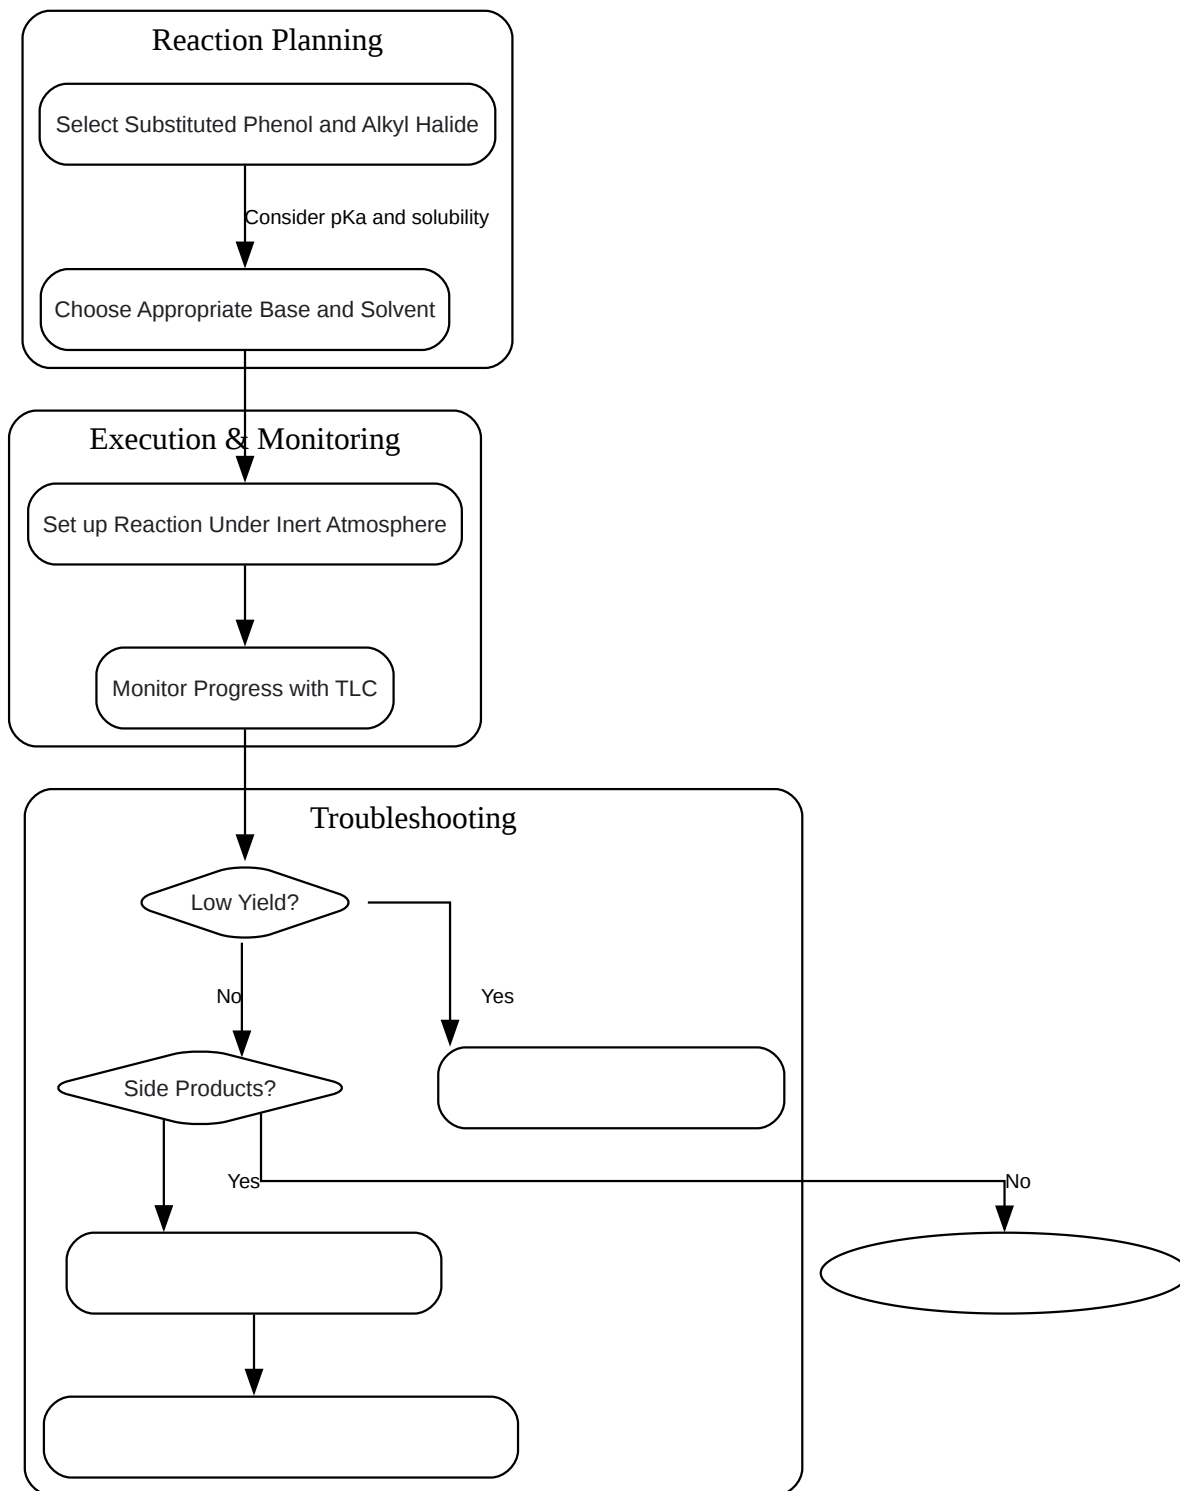 Reaction Planning
Select Substituted Phenol and Alkyl Halide
Consider pKa and solubility
Choose Appropriate Base and Solvent
Execution & Monitoring
Set up Reaction Under Inert Atmosphere
Monitor Progress with TLC
Troubleshooting
Low Yield?
No
Yes
Side Products?
Yes
No